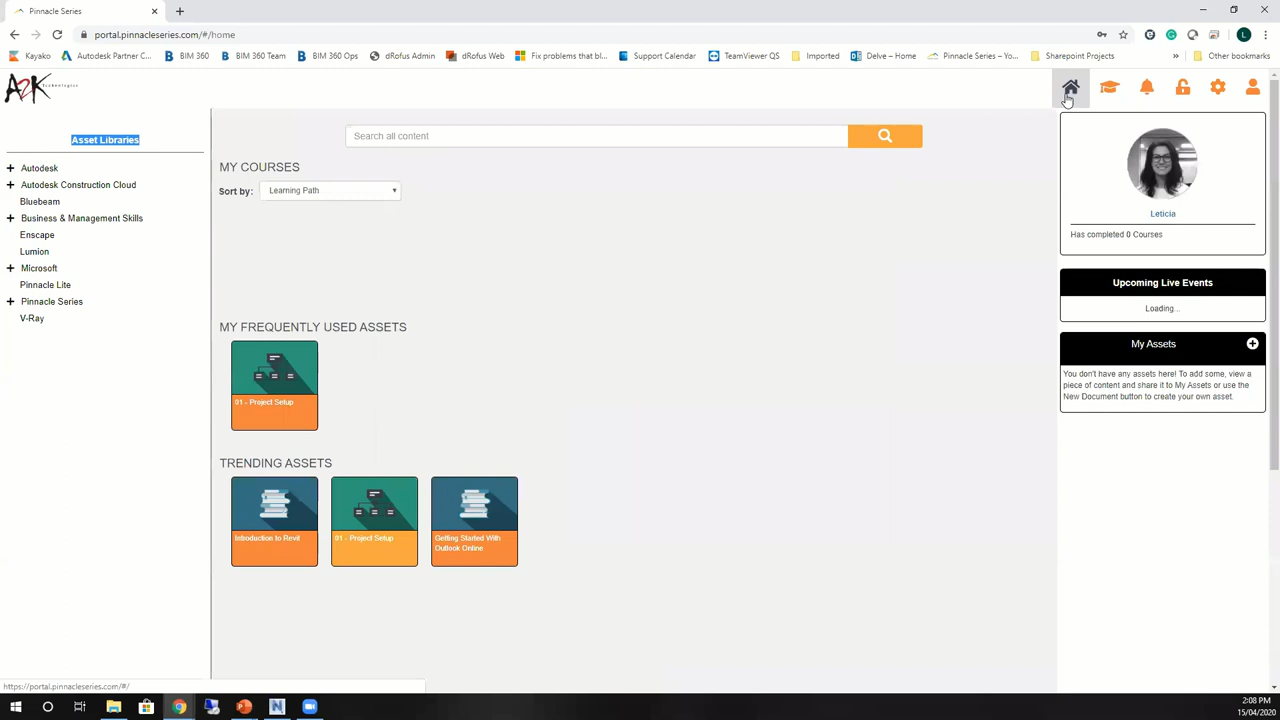 Pinnacle Series
portal.pinnacleseries.com/#/home
Kayako
Autodesk Partner C...
BIM 360
BIM 360 Team
BIM 360 Ops
dRofus Admin
dRofus Web
Fix problems that bl...
Support Calendar
TeamViewer QS
Imported
Delve – Home
Pinnacle Series – Yo...
Sharepoint Projects
»
Other bookmarks
A2K Technologies
Asset Libraries
Autodesk
Autodesk Construction Cloud
Bluebeam
Business & Management Skills
Enscape
Lumion
Microsoft
Pinnacle Lite
Pinnacle Series
V-Ray
Search all content
MY COURSES
Sort by: Learning Path
MY FREQUENTLY USED ASSETS
01 - Project Setup
TRENDING ASSETS
Introduction to Revit
01 - Project Setup
Getting Started With
Outlook Online
Leticia
Has completed 0 Courses
Upcoming Live Events
Loading...
My Assets
You don't have any assets here! To add some, view a
piece of content and share it to My Assets or use the
New Document button to create your own asset.
https://portal.pinnacleseries.com/#/
2:08 PM
15/04/2020